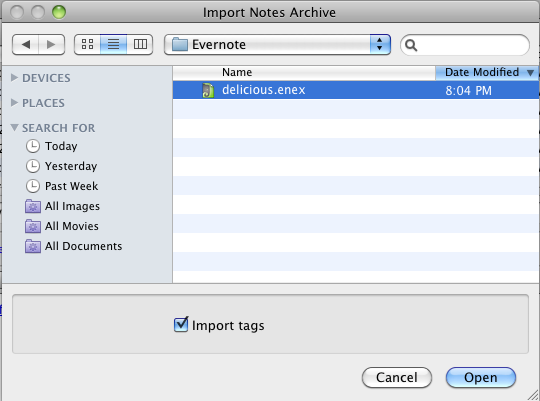 Import Notes Archive
Evernote
DEVICES
PLACES
SEARCH FOR
Today
Yesterday
Past Week
All Images
All Movies
All Documents
Name
Date Modified
delicious.enex
8:04 PM
Import tags
Cancel
Open